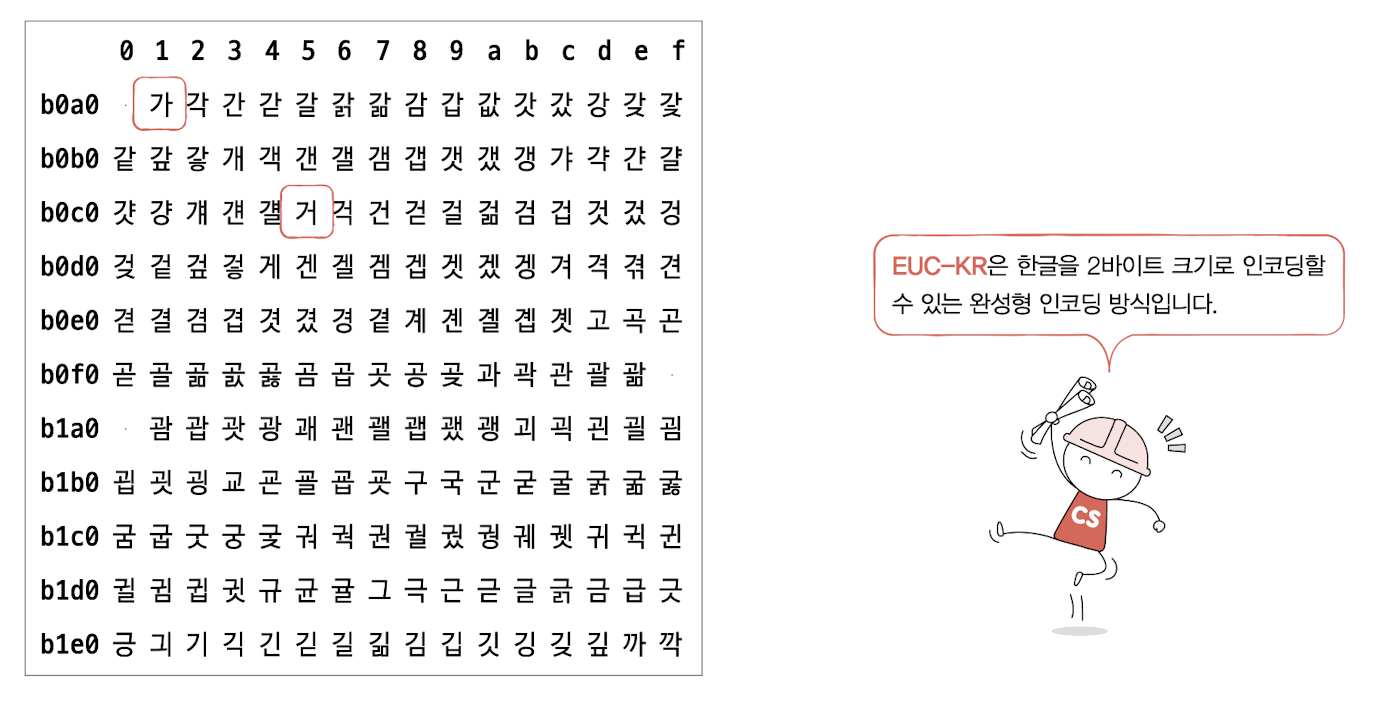 0 1 2 3 4 5 6 7 8 9 a b c d e f
b0a0 · 가 각 간 갇 갈 갉 갊 감 갑 값 갓 갔 강 갖 갗
b0b0 같 갚 갛 개 객 갠 갤 갬 갭 갯 갰 갱 갸 갹 갼 걀
b0c0 걋 걍 걔 걘 걜 거 걱 건 걷 걸 걺 검 겁 것 겄 겅
b0d0 겆 겉 겊 겋 게 겐 겔 겜 겝 겟 겠 겡 겨 격 겪 견
b0e0 겯 결 겸 겹 겻 겼 경 곁 계 곈 곌 곕 곗 고 곡 곤
b0f0 곧 골 곪 곬 곯 곰 곱 곳 공 곶 과 곽 관 괄 괆 ·
b1a0 · 괌 괍 괏 광 괘 괜 괠 괩 괬 괭 괴 괵 괸 괼 굄
b1b0 굅 굇 굉 교 굔 굘 굡 굣 구 국 군 굳 굴 굵 굶 굻
b1c0 굼 굽 굿 궁 궂 궈 궉 권 궐 궜 궝 궤 궷 귀 귁 귄
b1d0 귈 귐 귑 귓 규 균 귤 그 극 근 귿 글 긁 금 급 긋
b1e0 긍 긔 기 긱 긴 긷 길 긺 김 깁 깃 깅 깆 깊 까 깍
EUC-KR은 한글을 2바이트 크기로 인코딩할
수 있는 완성형 인코딩 방식입니다.
CS